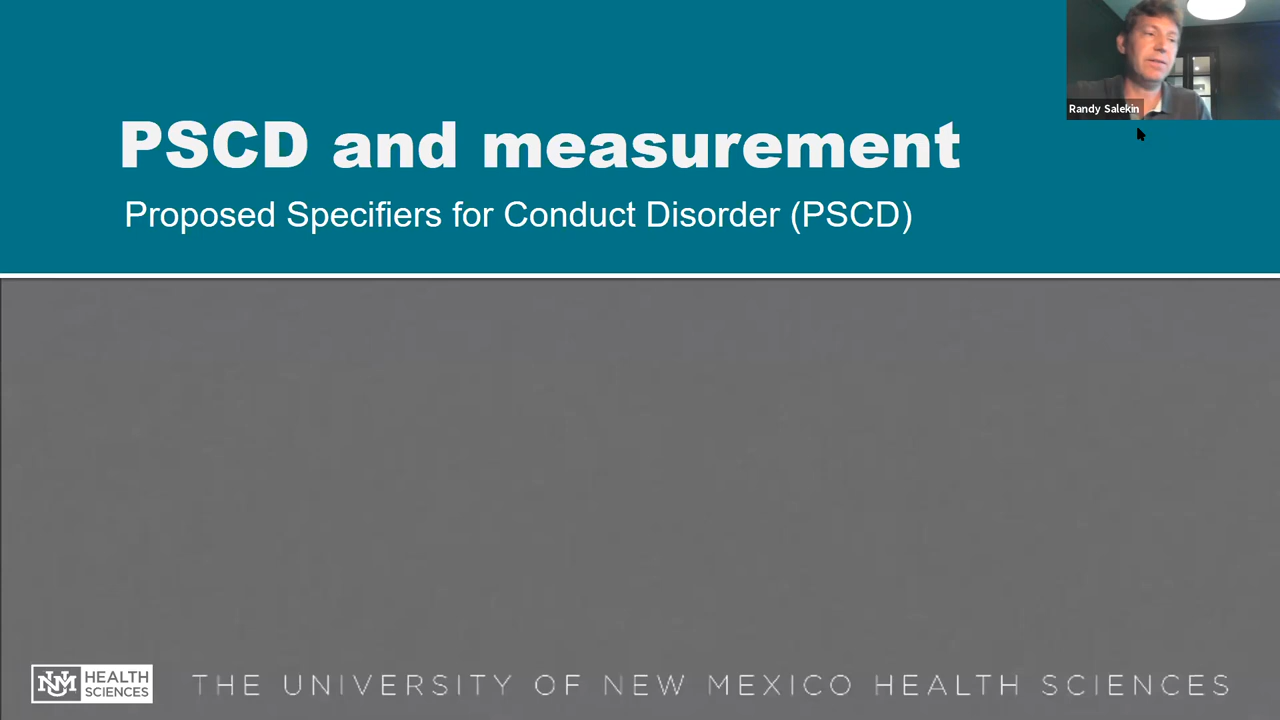 Randy Salekin
PSCD and measurement
Proposed Specifiers for Conduct Disorder (PSCD)
UNM HEALTH
SCIENCES
THE UNIVERSITY OF NEW MEXICO HEALTH SCIENCES